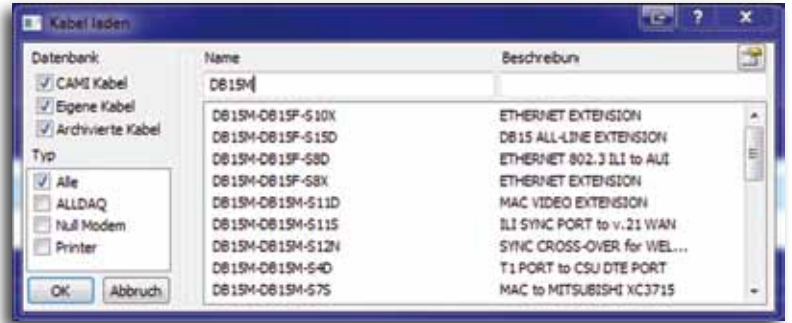 Kabel laden
Datenbank
CAMI Kabel
Eigene Kabel
Archivierte Kabel
Typ
Alle
ALLDAQ
Null Modem
Printer
OK Abbruch
Name Beschreibun
DB15M
DB15M-DB15F-S10X ETHERNET EXTENSION
DB15M-DB15F-S15D DB15 ALL-LINE EXTENSION
DB15M-DB15F-S8D ETHERNET 802.3 ILI to AUI
DB15M-DB15F-S8X ETHERNET EXTENSION
DB15M-DB15M-S11D MAC VIDEO EXTENSION
DB15M-DB15M-S11S ILI SYNC PORT to v.21 WAN
DB15M-DB15M-S12N SYNC CROSS-OVER for WEL...
DB15M-DB15M-S4D T1 PORT to CSU DTE PORT
DB15M-DB15M-S7S MAC to MITSUBISHI XC3715